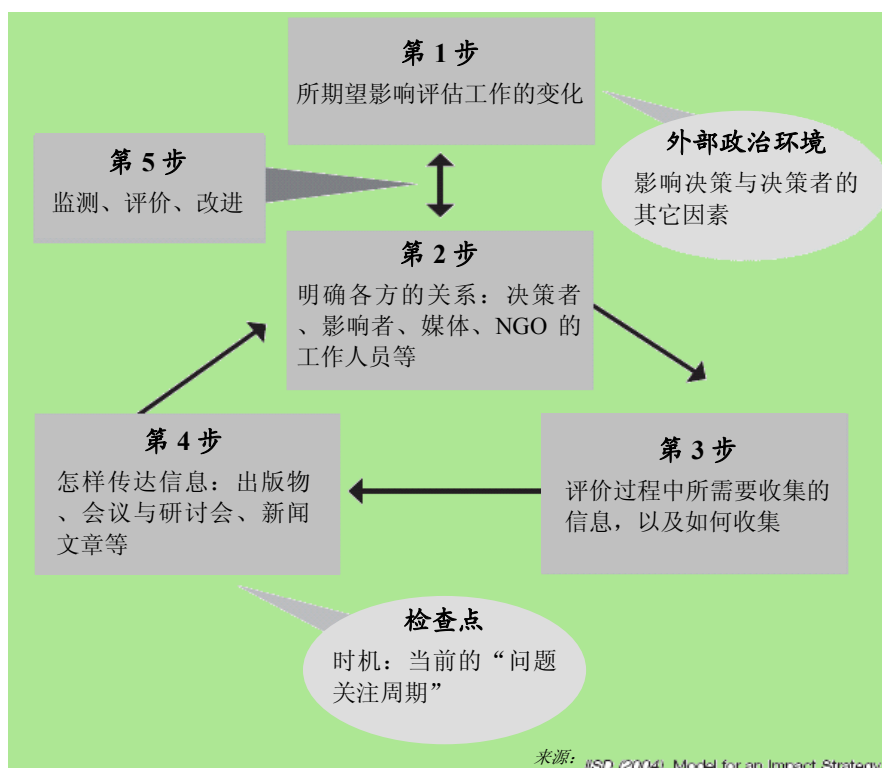 第 1 步
所期望影响评估工作的变化
外部政治环境
影响决策与决策者的
其它因素
第 5 步
监测、评价、改进
第 2 步
明确各方的关系：决策者
、影响者、媒体、NGO 的
工作人员等
第 3 步
评价过程中所需要收集的
信息，以及如何收集
第 4 步
怎样传达信息：出版物
、会议与研讨会、新闻
文章等
检查点
时机：当前的“问题
关注周期”
来源： IISD (2004) Model for an Impact Strategy